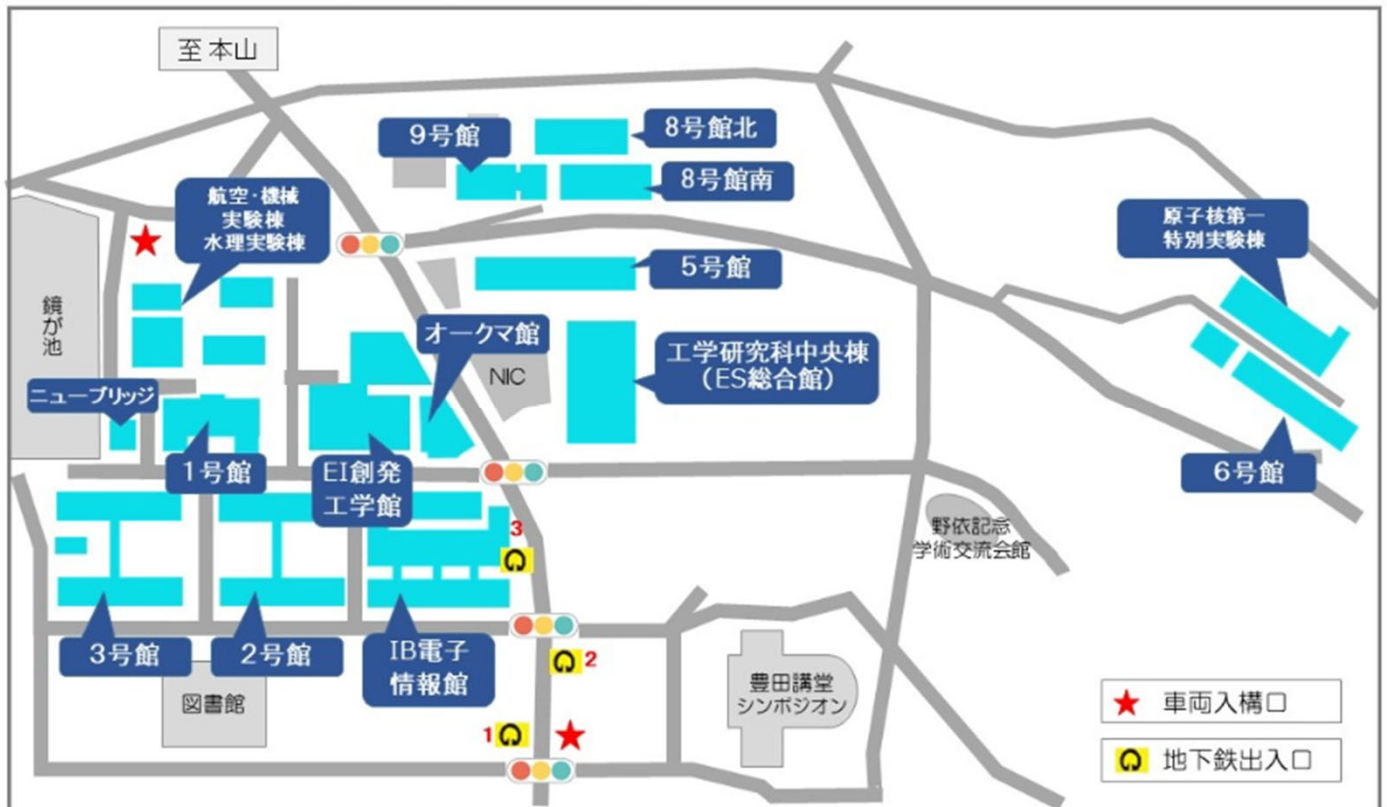 至 本山
9号館
8号館北
8号館南
航空・機械
実験棟
水理実験棟
原子核第一
特別実験棟
5号館
鏡が池
オークマ館
NIC
工学研究科中央棟
(ES総合館)
ニューブリッジ
1号館
EI創発
工学館
6号館
3
野依記念
学術交流会館
3号館
2号館
IB電子
情報館
2
図書館
豊田講堂
シンポジオン
1
車両入構口
地下鉄出入口